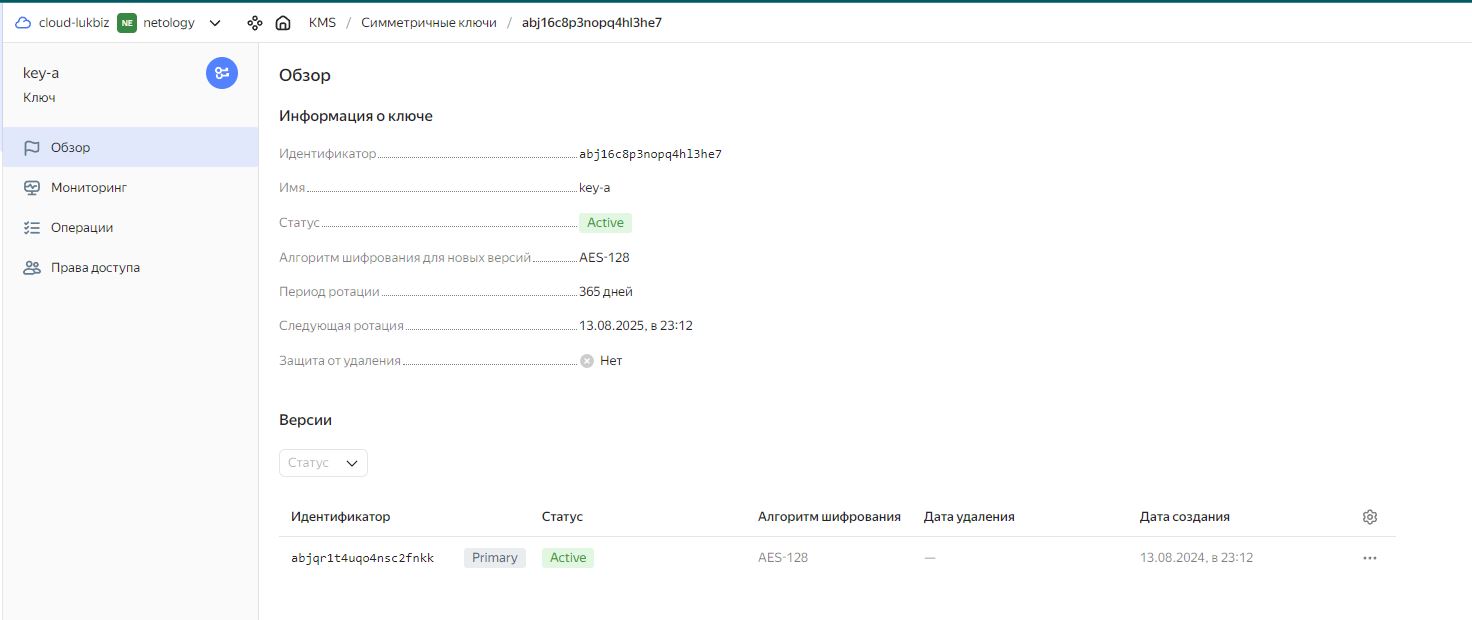 cloud-lukbiz NE netology KMS / Симметричные ключи / abj16c8p3nopq4hl3he7
key-a
Ключ
Обзор
Мониторинг
Операции
Права доступа
Обзор
Информация о ключе
Идентификатор abj16c8p3nopq4hl3he7
Имя key-a
Статус Active
Алгоритм шифрования для новых версий AES-128
Период ротации 365 дней
Следующая ротация 13.08.2025, в 23:12
Защита от удаления Нет
Версии
Статус
Идентификатор Статус Алгоритм шифрования Дата удаления Дата создания
abjqr1t4uqo4nsc2fnkk Primary Active AES-128 — 13.08.2024, в 23:12